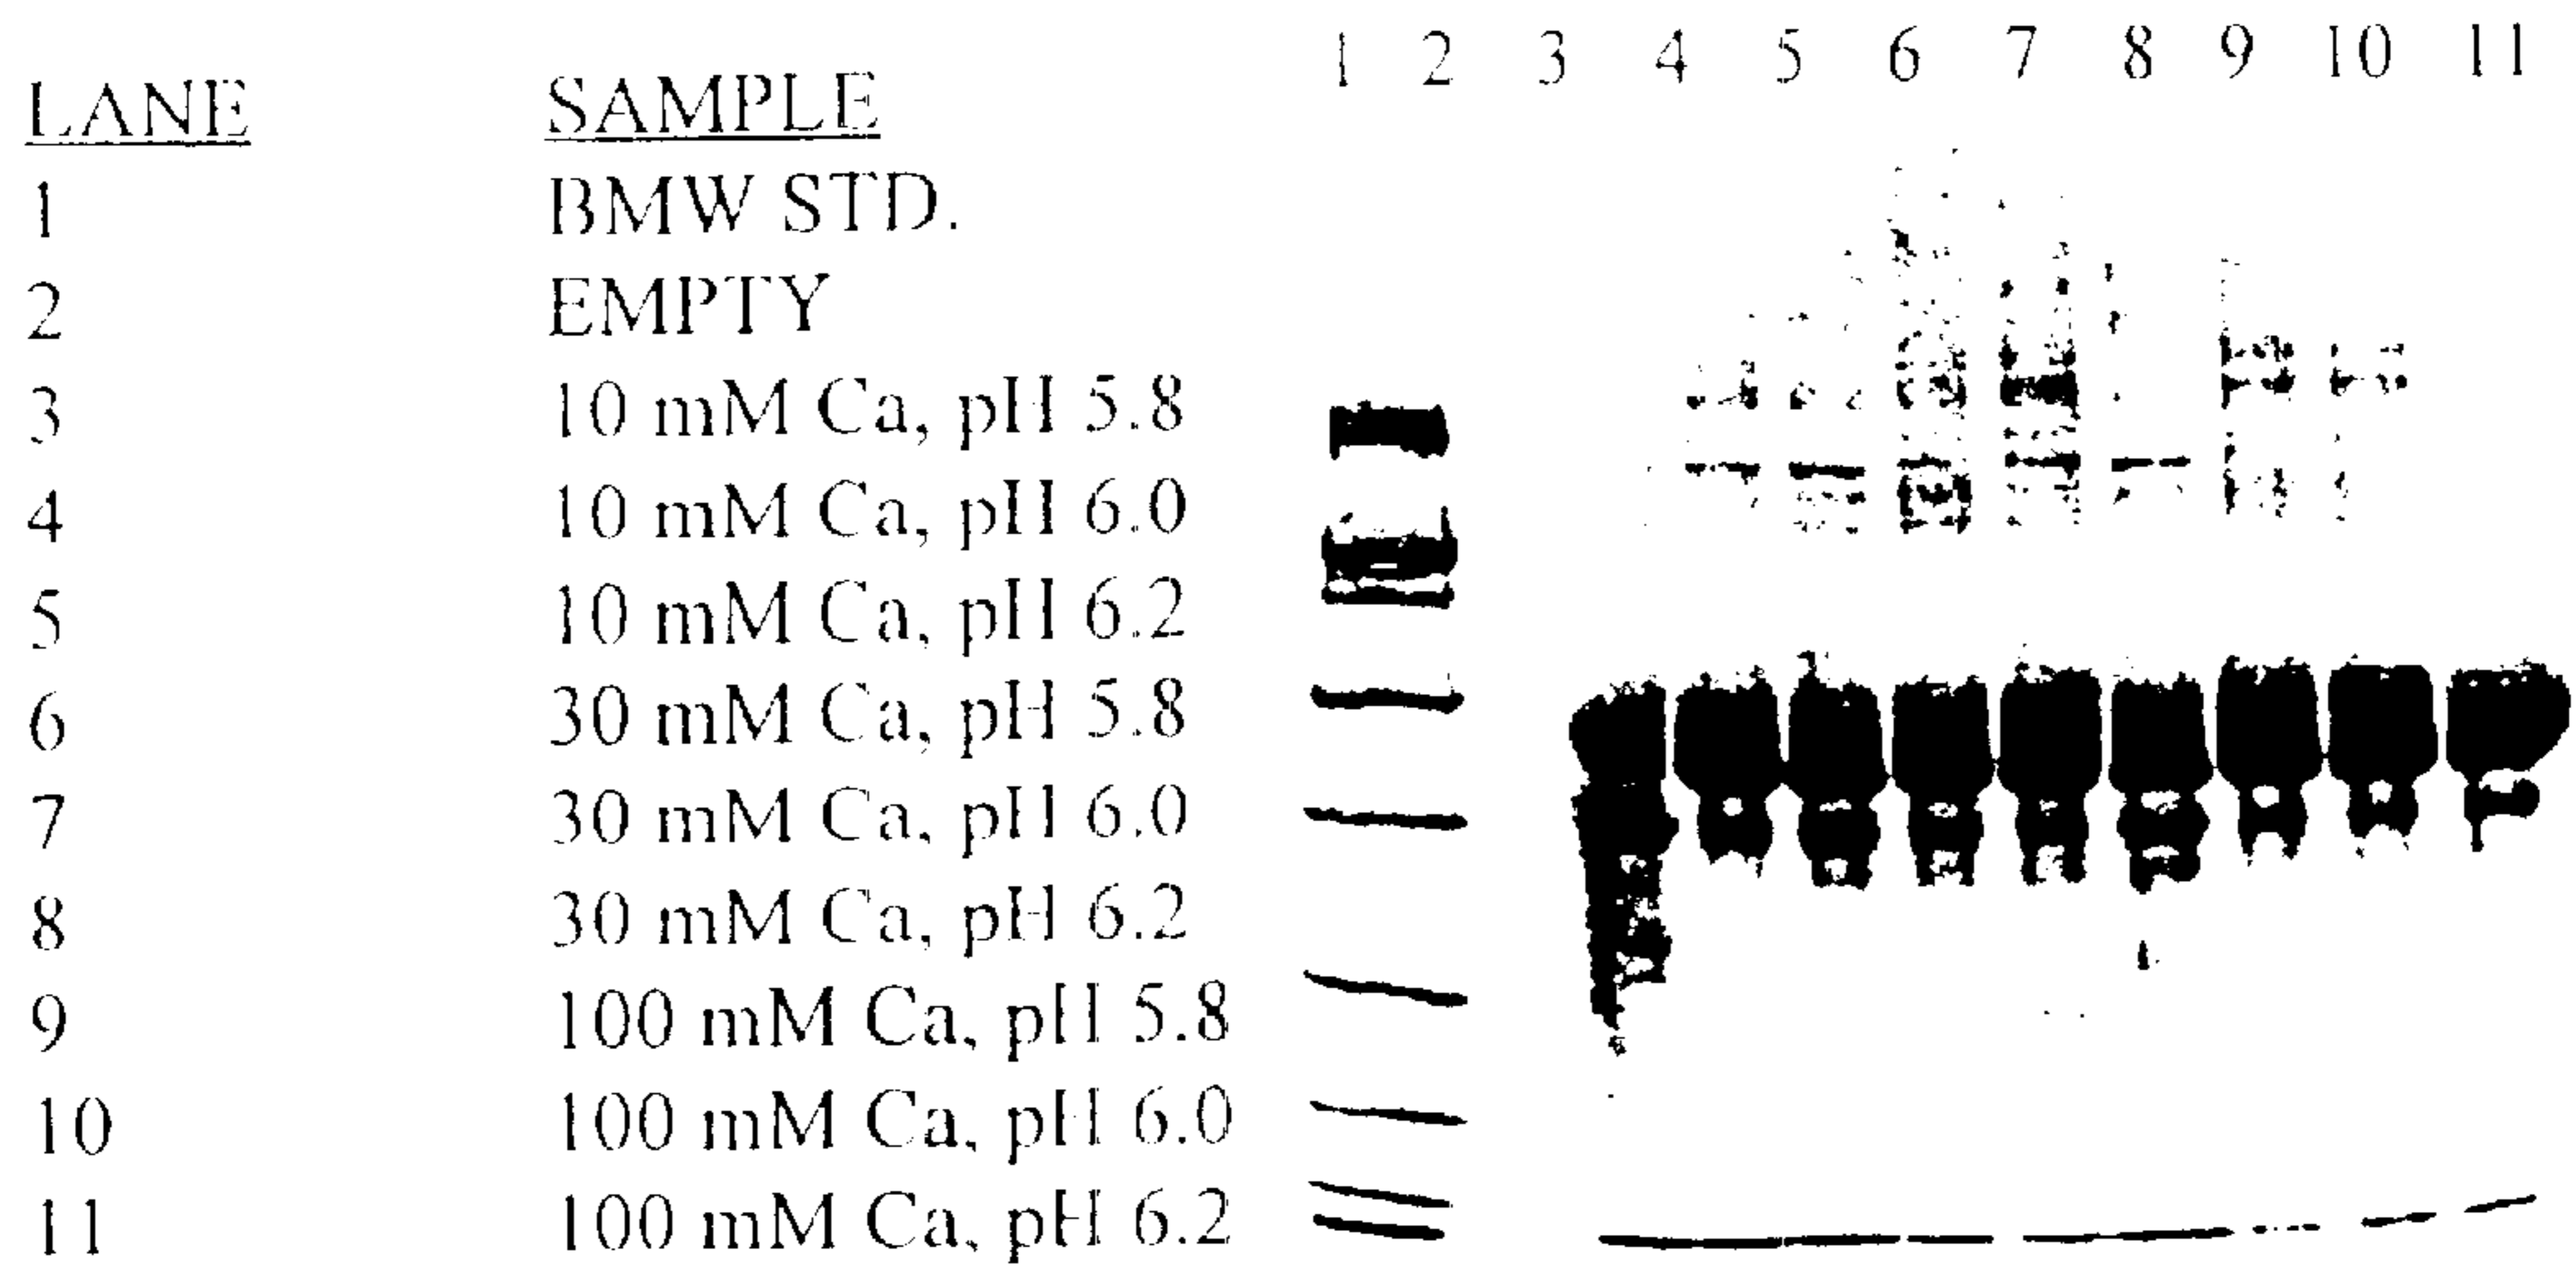 1 2 3 4 5 6 7 8 9 10 11
LANE SAMPLE
1 BMW STD.
2 EMPTY
3 10 mM Ca, pH 5.8
4 10 mM Ca, pH 6.0
5 10 mM Ca, pH 6.2
6 30 mM Ca, pH 5.8
7 30 mM Ca, pH 6.0
8 30 mM Ca, pH 6.2
9 100 mM Ca, pH 5.8
10 100 mM Ca, pH 6.0
11 100 mM Ca, pH 6.2